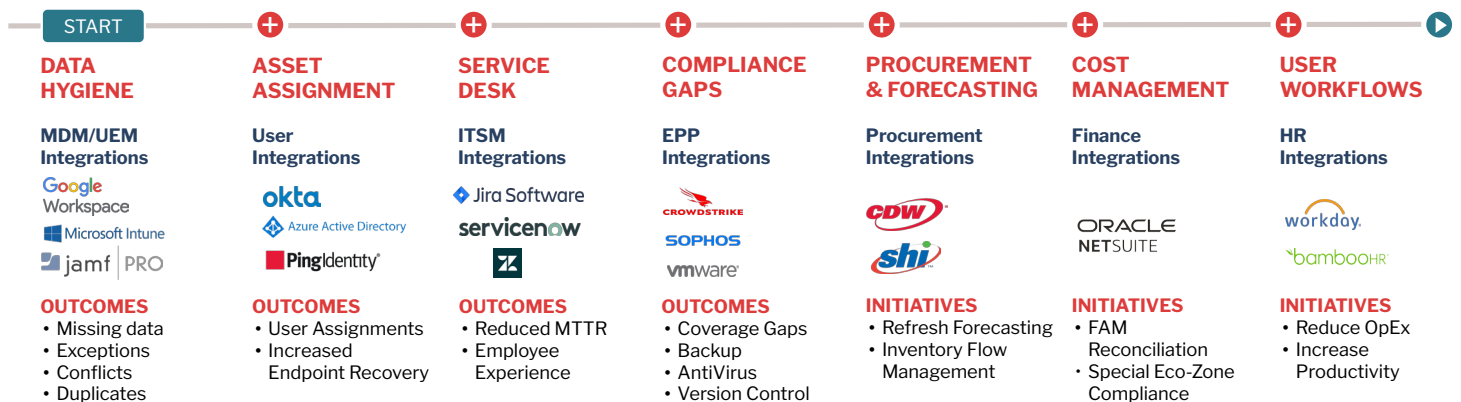 START
DATA
HYGIENE
MDM/UEM
Integrations
Google
Workspace
Microsoft Intune
jamf PRO
OUTCOMES
• Missing data
• Exceptions
• Conflicts
• Duplicates
ASSET
ASSIGNMENT
User
Integrations
okta
Azure Active Directory
PingIdentity®
OUTCOMES
• User Assignments
• Increased
Endpoint Recovery
SERVICE
DESK
ITSM
Integrations
Jira Software
servicenow
OUTCOMES
• Reduced MTTR
• Employee
Experience
COMPLIANCE
GAPS
EPP
Integrations
CROWDSTRIKE
SOPHOS
vmware®
OUTCOMES
• Coverage Gaps
• Backup
• AntiVirus
• Version Control
PROCUREMENT
& FORECASTING
Procurement
Integrations
CDW®
shi™
INITIATIVES
• Refresh Forecasting
• Inventory Flow
Management
COST
MANAGEMENT
Finance
Integrations
ORACLE
NETSUITE
INITIATIVES
• FAM
Reconciliation
• Special Eco-Zone
Compliance
USER
WORKFLOWS
HR
Integrations
workday.
bambooHR
INITIATIVES
• Reduce OpEx
• Increase
Productivity